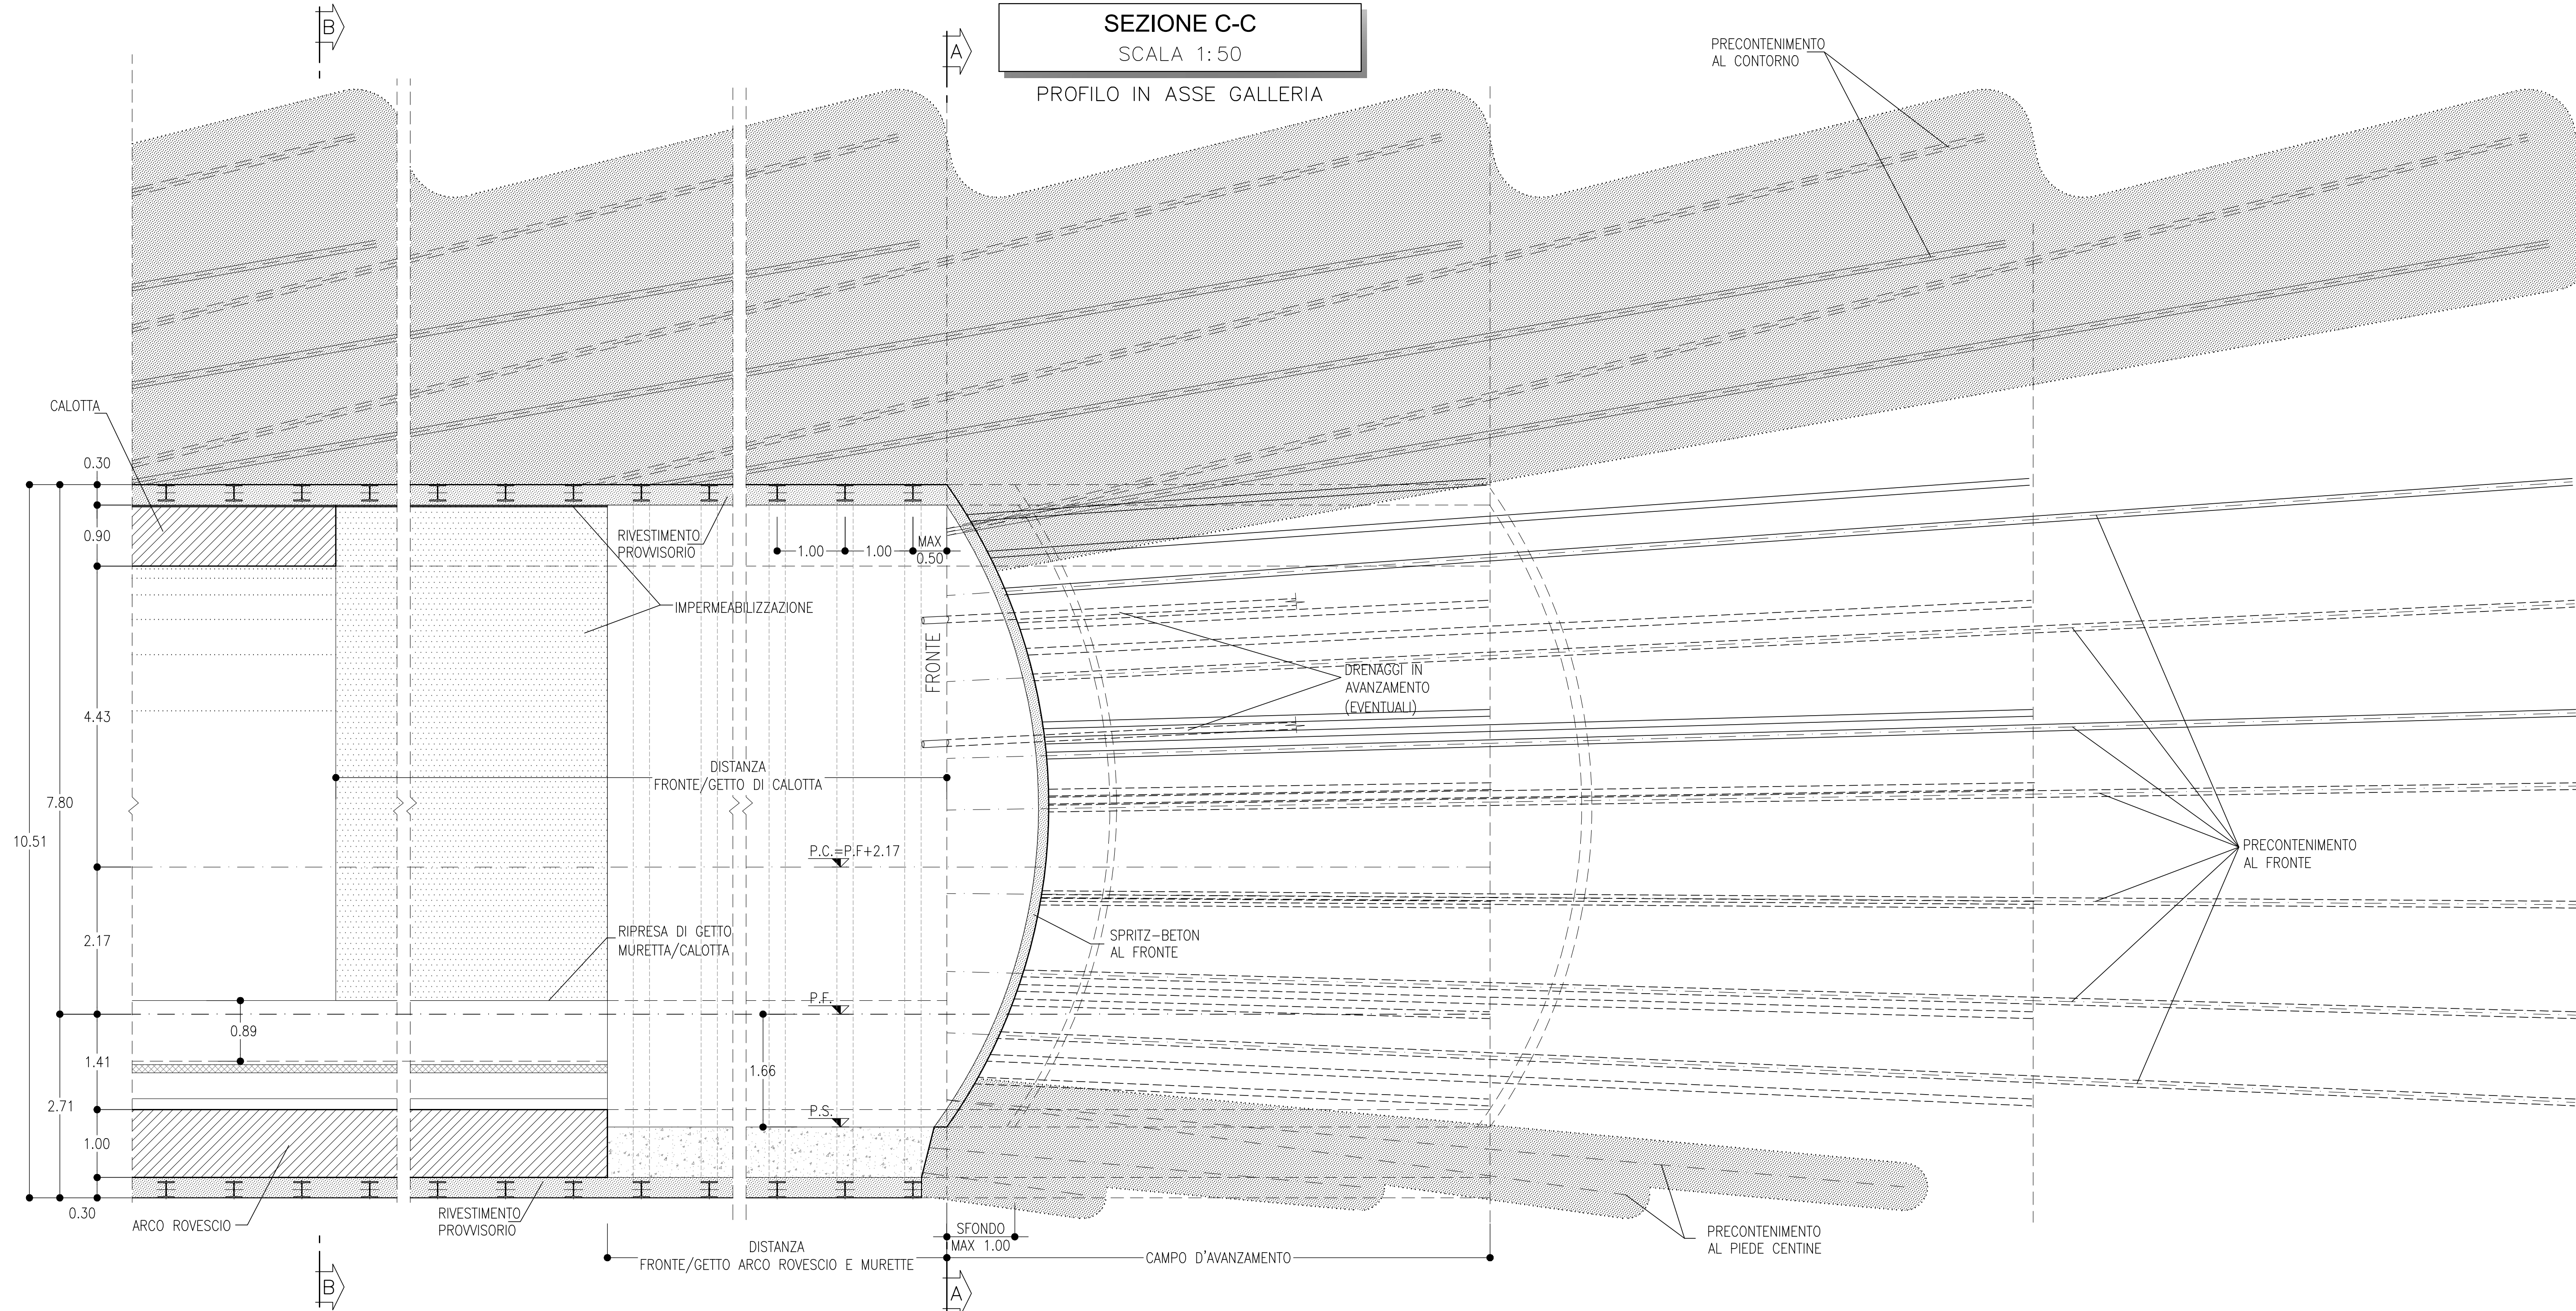 B
SEZIONE C-C
SCALA 1:50
A
PROFILO IN ASSE GALLERIA
PRECONTENIMENTO
AL CONTORNO
CALOTTA
0.30
0.90
4.43
7.80
10.51
2.17
1.41
2.71
1.00
0.30
RIVESTIMENTO
PROVVISORIO
1.00
1.00
MAX
0.50
IMPERMEABILIZZAZIONE
FRONTE
DRENAGGI IN
AVANZAMENTO
(EVENTUALI)
DISTANZA
FRONTE/GETTO DI CALOTTA
P.C.=P.F+2.17
PRECONTENIMENTO
AL FRONTE
RIPRESA DI GETTO
MURETTA/CALOTTA
SPRITZ-BETON
AL FRONTE
P.F.
0.89
1.66
P.S.
ARCO ROVESCIO
RIVESTIMENTO
PROVVISORIO
DISTANZA
FRONTE/GETTO ARCO ROVESCIO E MURETTE
SFONDO
MAX 1.00
CAMPO D'AVANZAMENTO
PRECONTENIMENTO
AL PIEDE CENTINE
B
A